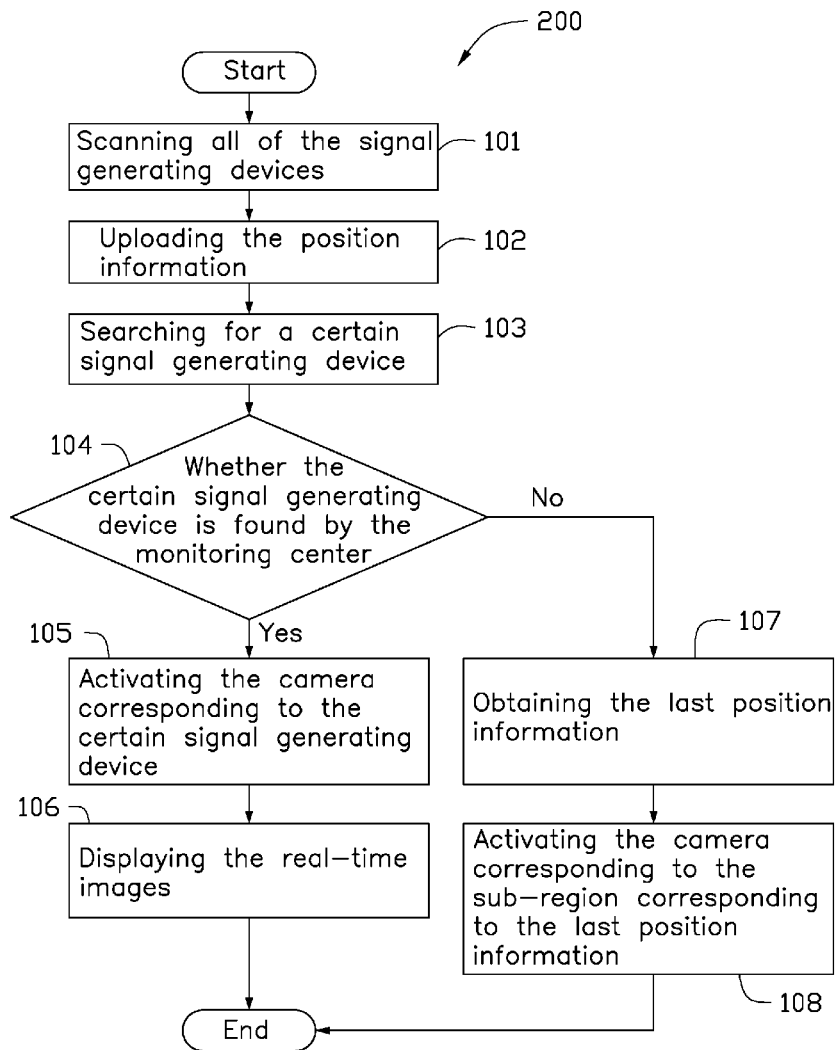 200
Start
Scanning all of the signal
generating devices
101
Uploading the position
information
102
Searching for a certain
signal generating device
103
104
Whether the
certain signal generating
device is found by the
monitoring center
No
Yes
105
Activating the camera
corresponding to the
certain signal generating
device
106
Displaying the real-time
images
107
Obtaining the last position
information
Activating the camera
corresponding to the
sub-region corresponding
to the last position
information
108
End